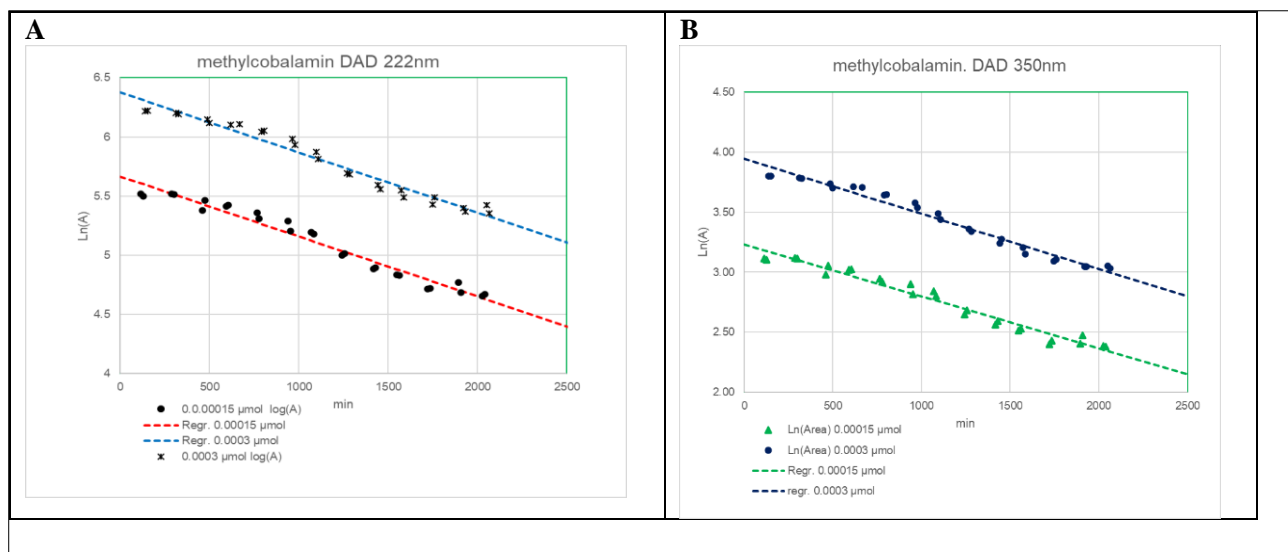 A
methylcobalamin DAD 222nm
6.5
6
5.5
5
4.5
4
Ln(A)
0 500 1000 1500 2000 2500
min
0.0.00015 µmol log(A)
Regr. 0.00015 µmol
Regr. 0.0003 µmol
0.0003 µmol log(A)
B
methylcobalamin. DAD 350nm
4.50
4.00
3.50
3.00
2.50
2.00
Ln(A)
0 500 1000 1500 2000 2500
min
Ln(Area) 0.00015 µmol
Ln(Area) 0.0003 µmol
Regr. 0.00015 µmol
regr. 0.0003 µmol